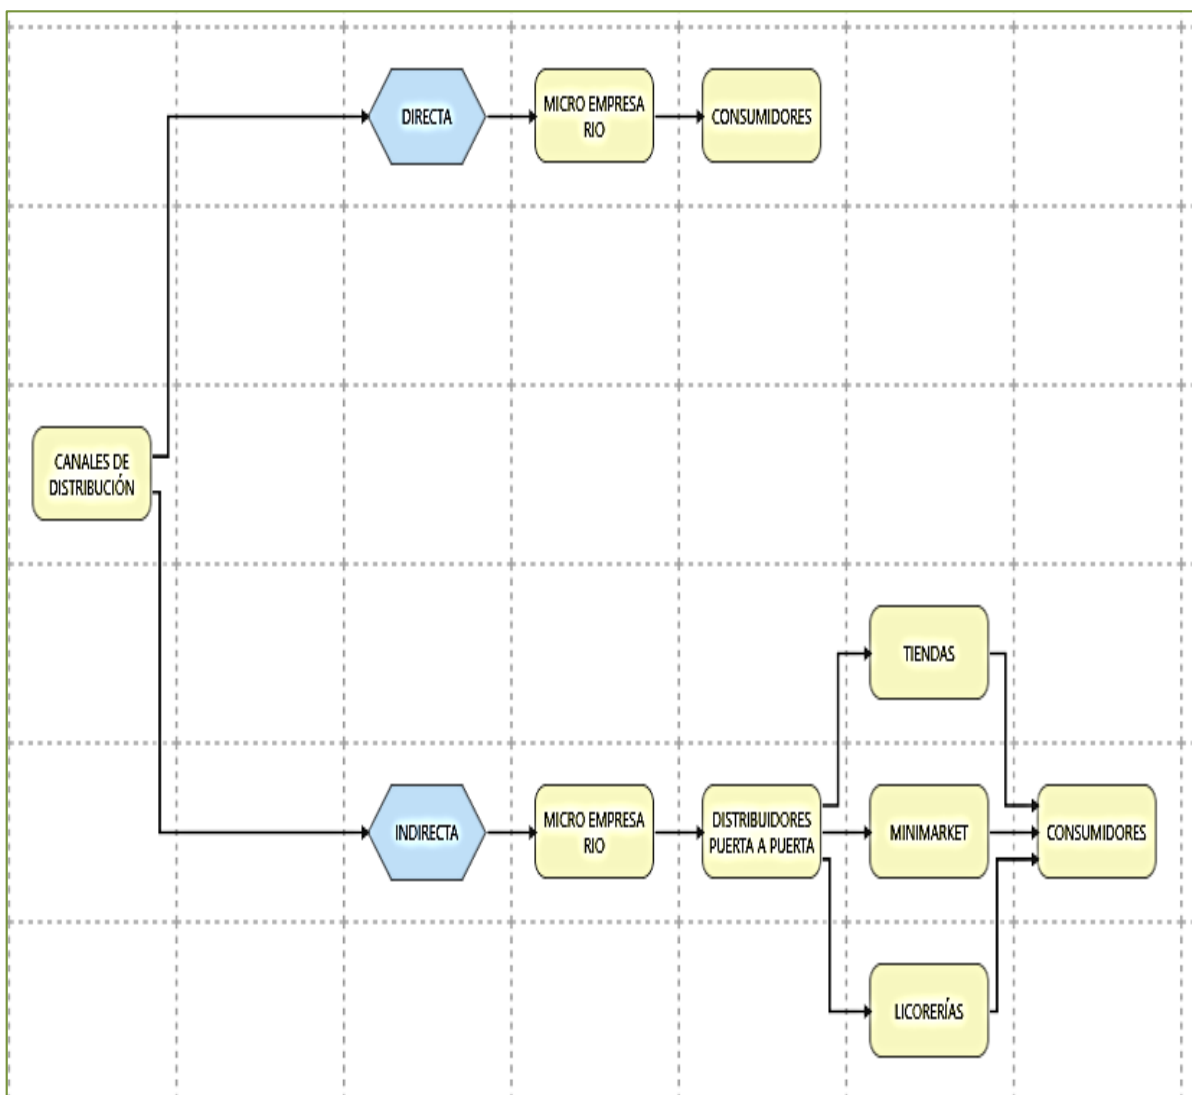 DIRECTA
MICRO EMPRESA
RIO
CONSUMIDORES
CANALES DE
DISTRIBUCIÓN
TIENDAS
INDIRECTA
MICRO EMPRESA
RIO
DISTRIBUIDORES
PUERTA A PUERTA
MINIMARKET
CONSUMIDORES
LICORERÍAS